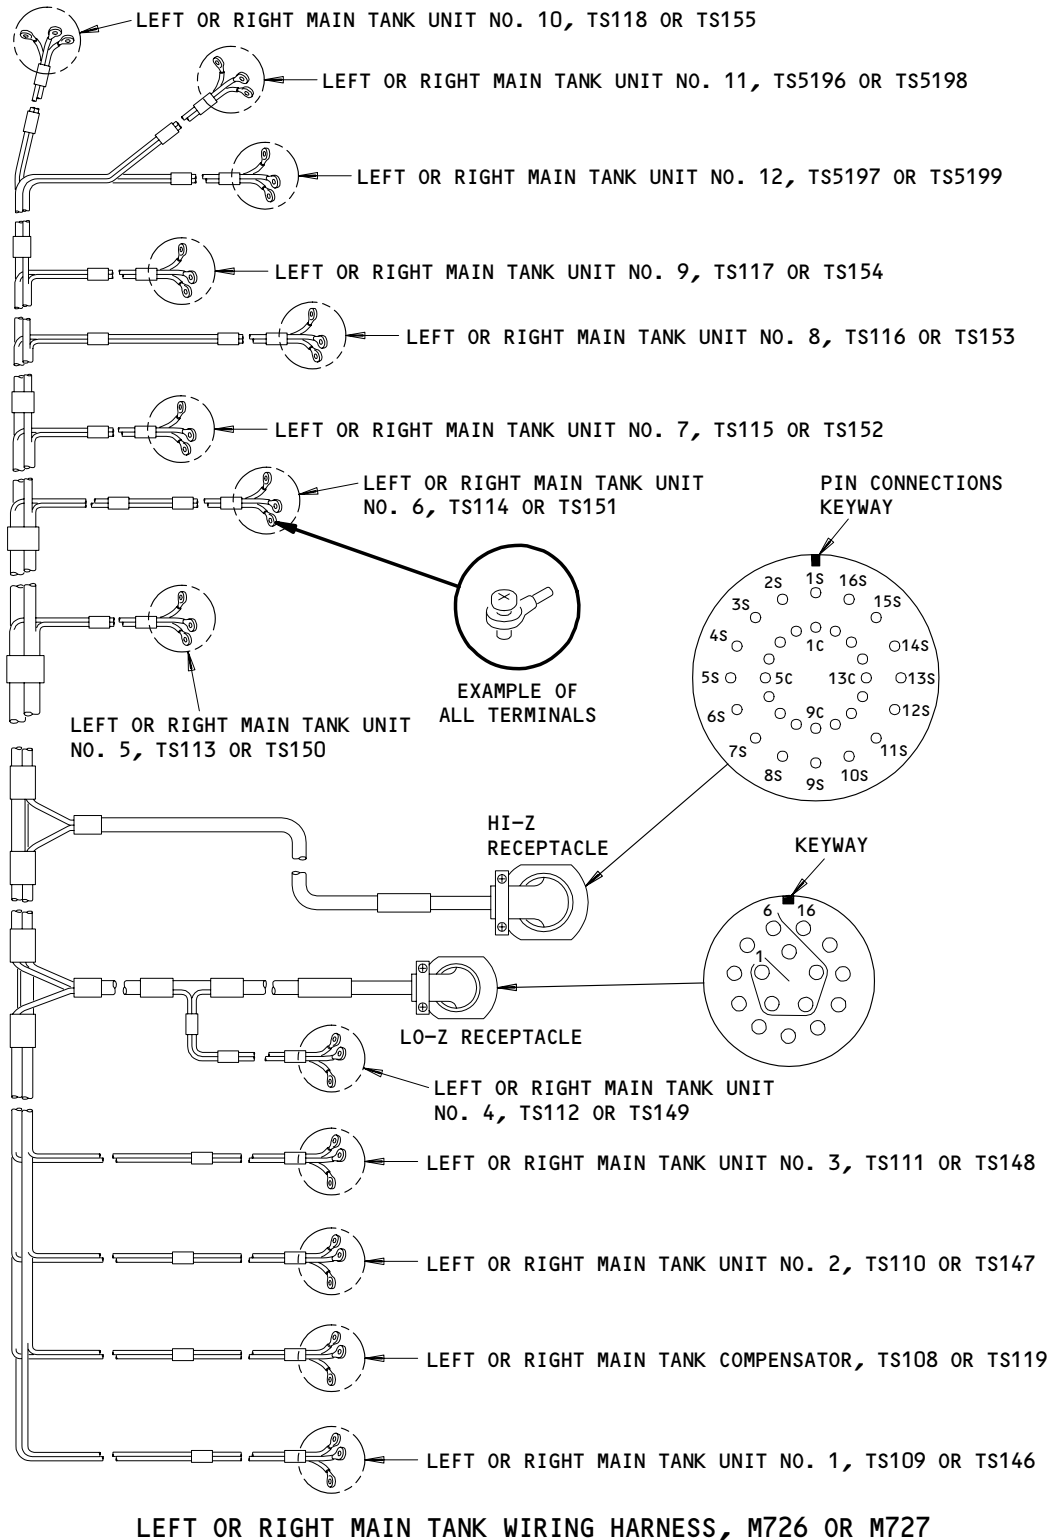 LEFT OR RIGHT MAIN TANK UNIT NO. 10, TS118 OR TS155
LEFT OR RIGHT MAIN TANK UNIT NO. 11, TS5196 OR TS5198
LEFT OR RIGHT MAIN TANK UNIT NO. 12, TS5197 OR TS5199
LEFT OR RIGHT MAIN TANK UNIT NO. 9, TS117 OR TS154
LEFT OR RIGHT MAIN TANK UNIT NO. 8, TS116 OR TS153
LEFT OR RIGHT MAIN TANK UNIT NO. 7, TS115 OR TS152
LEFT OR RIGHT MAIN TANK UNIT
NO. 6, TS114 OR TS151
PIN CONNECTIONS
KEYWAY
1S
2S
16S
3S
15S
4S
1C
14S
5S
5C
13C
13S
6S
9C
12S
7S
11S
8S
10S
9S
EXAMPLE OF
ALL TERMINALS
LEFT OR RIGHT MAIN TANK UNIT
NO. 5, TS113 OR TS150
HI-Z
RECEPTACLE
KEYWAY
6
16
1
LO-Z RECEPTACLE
LEFT OR RIGHT MAIN TANK UNIT
NO. 4, TS112 OR TS149
LEFT OR RIGHT MAIN TANK UNIT NO. 3, TS111 OR TS148
LEFT OR RIGHT MAIN TANK UNIT NO. 2, TS110 OR TS147
LEFT OR RIGHT MAIN TANK COMPENSATOR, TS108 OR TS119
LEFT OR RIGHT MAIN TANK UNIT NO. 1, TS109 OR TS146
LEFT OR RIGHT MAIN TANK WIRING HARNESS, M726 OR M727